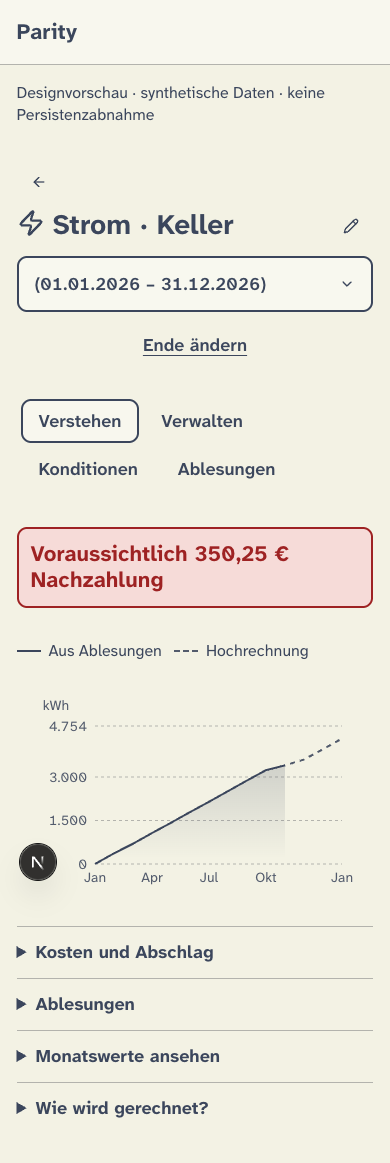 Parity
Designvorschau · synthetische Daten · keine
Persistenzabnahme
←
Strom · Keller
(01.01.2026 – 31.12.2026)
Ende ändern
Verstehen Verwalten
Konditionen Ablesungen
Voraussichtlich 350,25 €
Nachzahlung
Aus Ablesungen Hochrechnung
kWh
4.754
3.000
1.500
0
Jan Apr Jul Okt Jan
N
Kosten und Abschlag
Ablesungen
Monatswerte ansehen
Wie wird gerechnet?